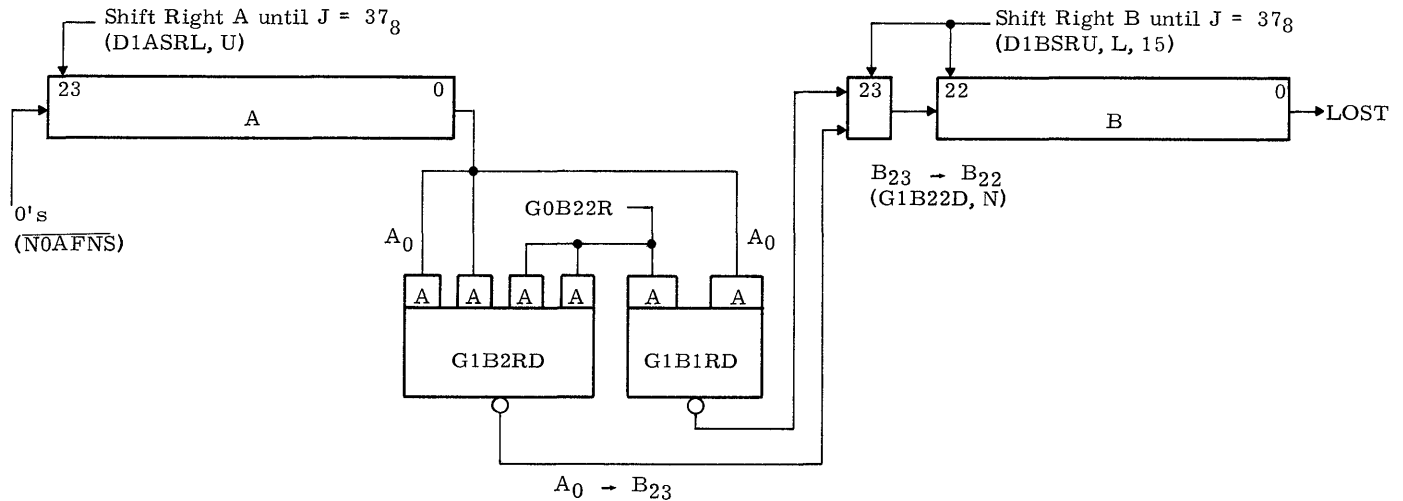 Shift Right A until J = 37₈
(D1ASRL, U)
Shift Right B until J = 37₈
(D1BSRU, L, 15)
23 0
A
23
22 0
B
LOST
0's
(N̅0̅A̅F̅N̅S̅)
B₂₃ → B₂₂
(G1B22D, N)
G0B22R
A₀
A₀
A A A A
A A
G1B2RD
G1B1RD
A₀ → B₂₃